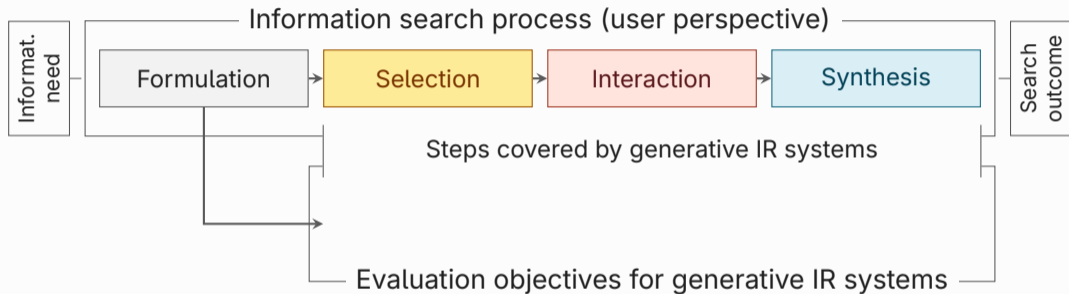 Information search process (user perspective)
Informat.
need
Formulation
Selection
Interaction
Synthesis
Search
outcome
Steps covered by generative IR systems
Evaluation objectives for generative IR systems